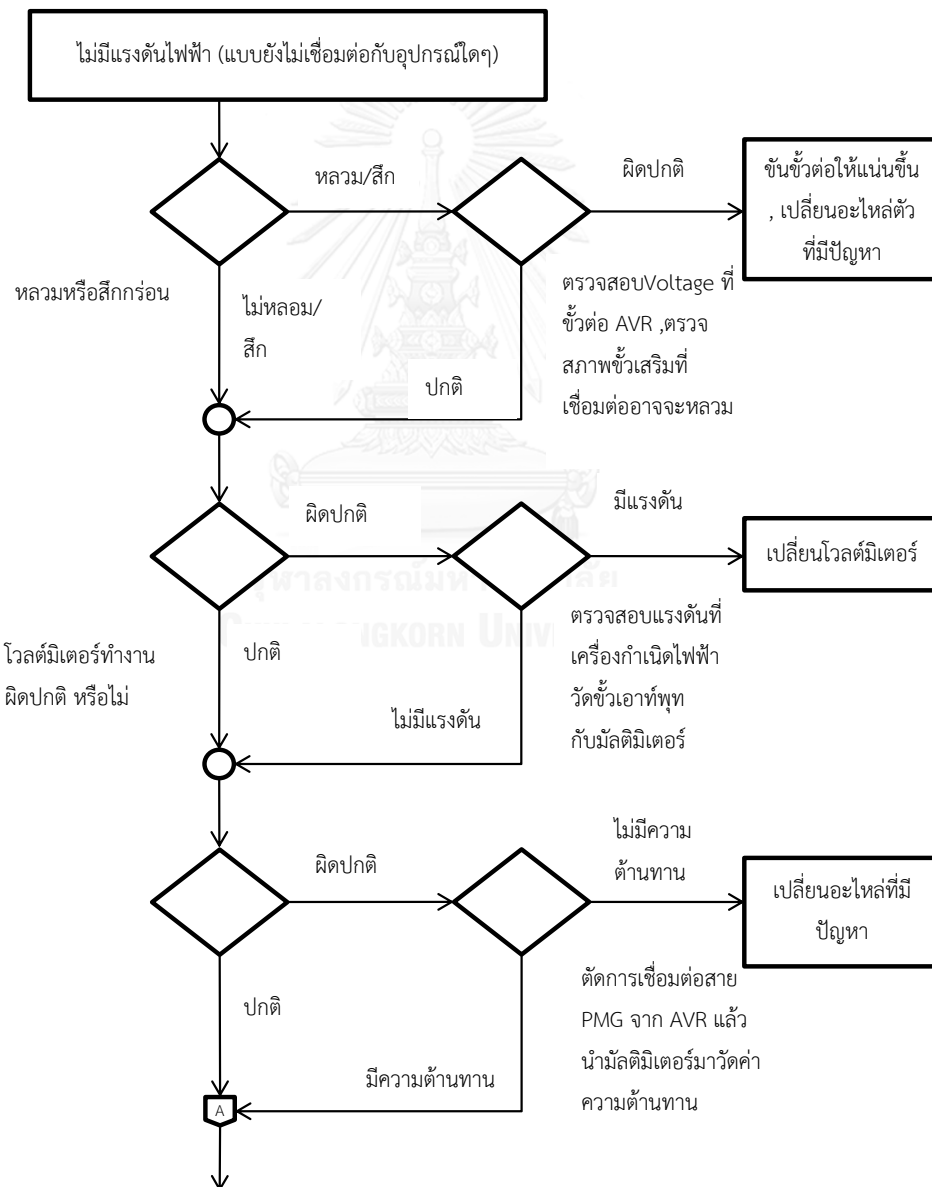 ไม่มีแรงดันไฟฟ้า (แบบยังไม่เชื่อมต่อกับอุปกรณ์ใดๆ)
หลวม/สึก
ผิดปกติ
ขันขั้วต่อให้แน่นขึ้น
, เปลี่ยนอะไหล่ตัว
ที่มีปัญหา
หลวมหรือสึกกร่อน
ไม่หลอม/
สึก
ตรวจสอบVoltage ที่
ขั้วต่อ AVR ,ตรวจ
สภาพขั้วเสริมที่
เชื่อมต่ออาจจะหลวม
ปกติ
ผิดปกติ
มีแรงดัน
เปลี่ยนโวลต์มิเตอร์
โวลต์มิเตอร์ทำงาน
ผิดปกติ หรือไม่
ปกติ
ตรวจสอบแรงดันที่
เครื่องกำเนิดไฟฟ้า
วัดขั้วเอาท์พุท
กับมัลติมิเตอร์
ไม่มีแรงดัน
ผิดปกติ
ไม่มีความ
ต้านทาน
เปลี่ยนอะไหล่ที่มี
ปัญหา
ปกติ
ตัดการเชื่อมต่อสาย
PMG จาก AVR แล้ว
นำมัลติมิเตอร์มาวัดค่า
ความต้านทาน
มีความต้านทาน
A